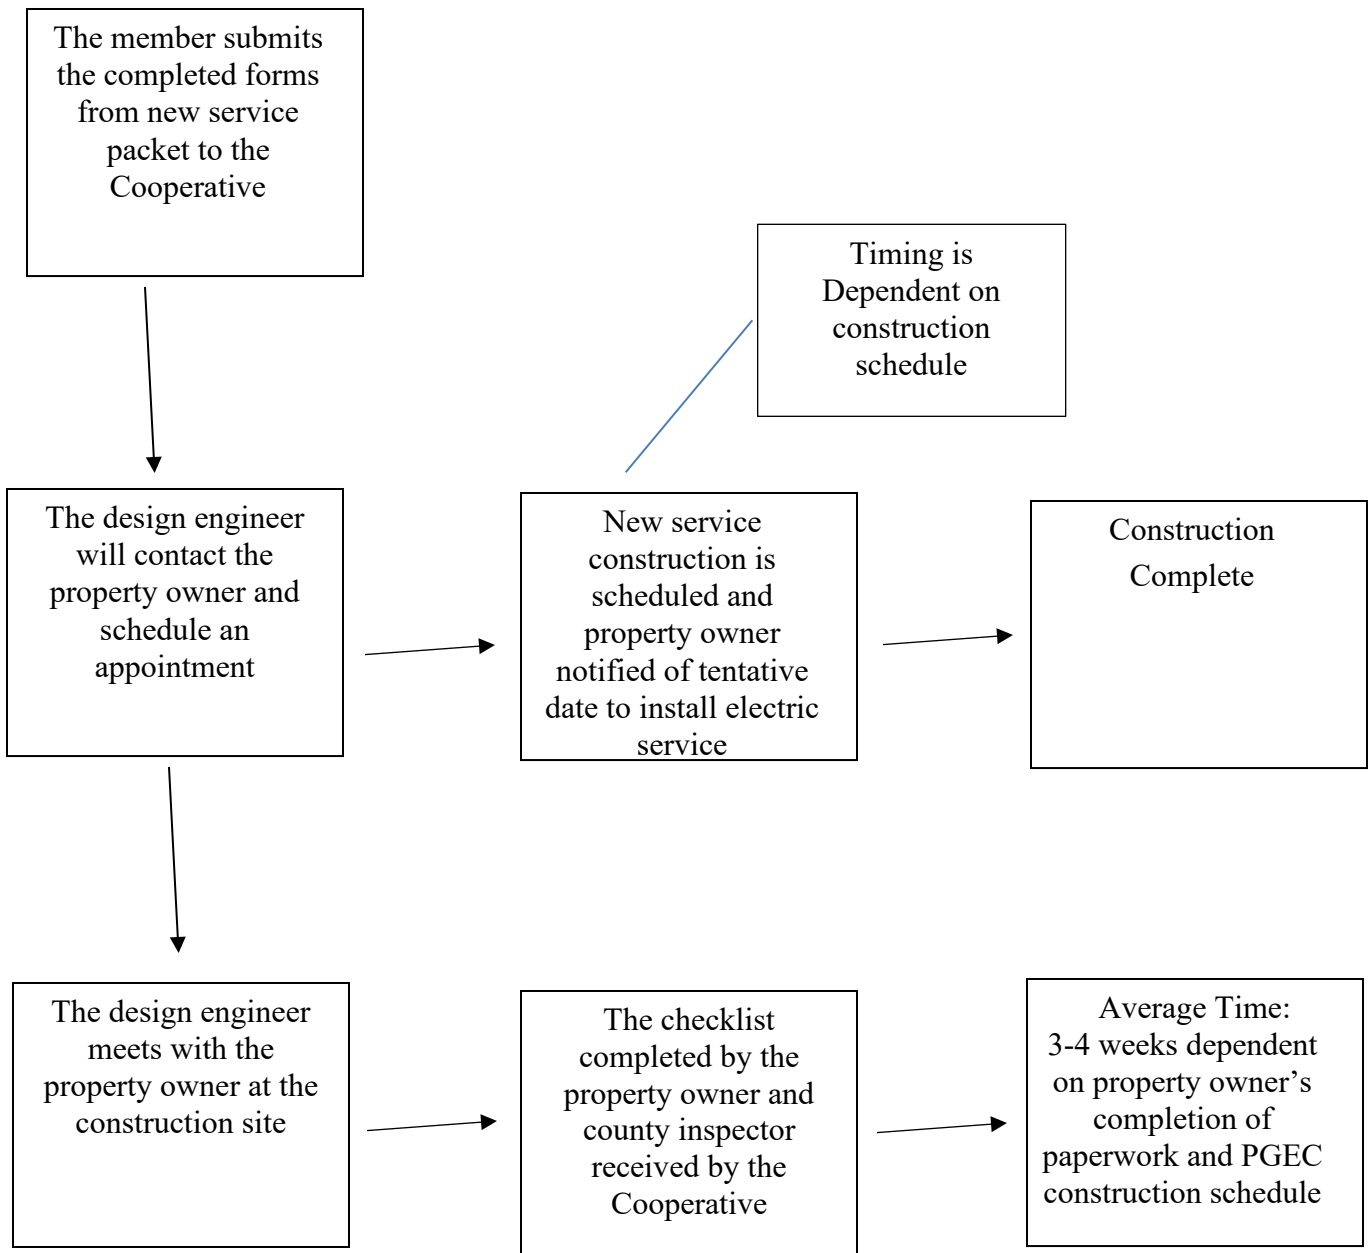 The member submits
the completed forms
from new service
packet to the
Cooperative
Timing is
Dependent on
construction
schedule
The design engineer
will contact the
property owner and
schedule an
appointment
New service
construction is
scheduled and
property owner
notified of tentative
date to install electric
service
Construction
Complete
The design engineer
meets with the
property owner at the
construction site
The checklist
completed by the
property owner and
county inspector
received by the
Cooperative
Average Time:
3-4 weeks dependent
on property owner’s
completion of
paperwork and PGEC
construction schedule